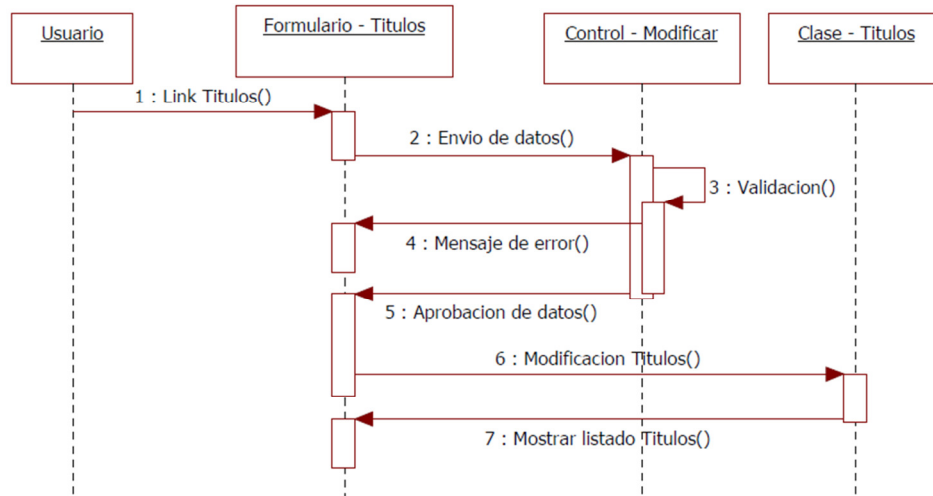 Usuario
Formulario - Titulos
Control - Modificar
Clase - Titulos
1 : Link Titulos()
2 : Envio de datos()
3 : Validacion()
4 : Mensaje de error()
5 : Aprobacion de datos()
6 : Modificacion Titulos()
7 : Mostrar listado Titulos()